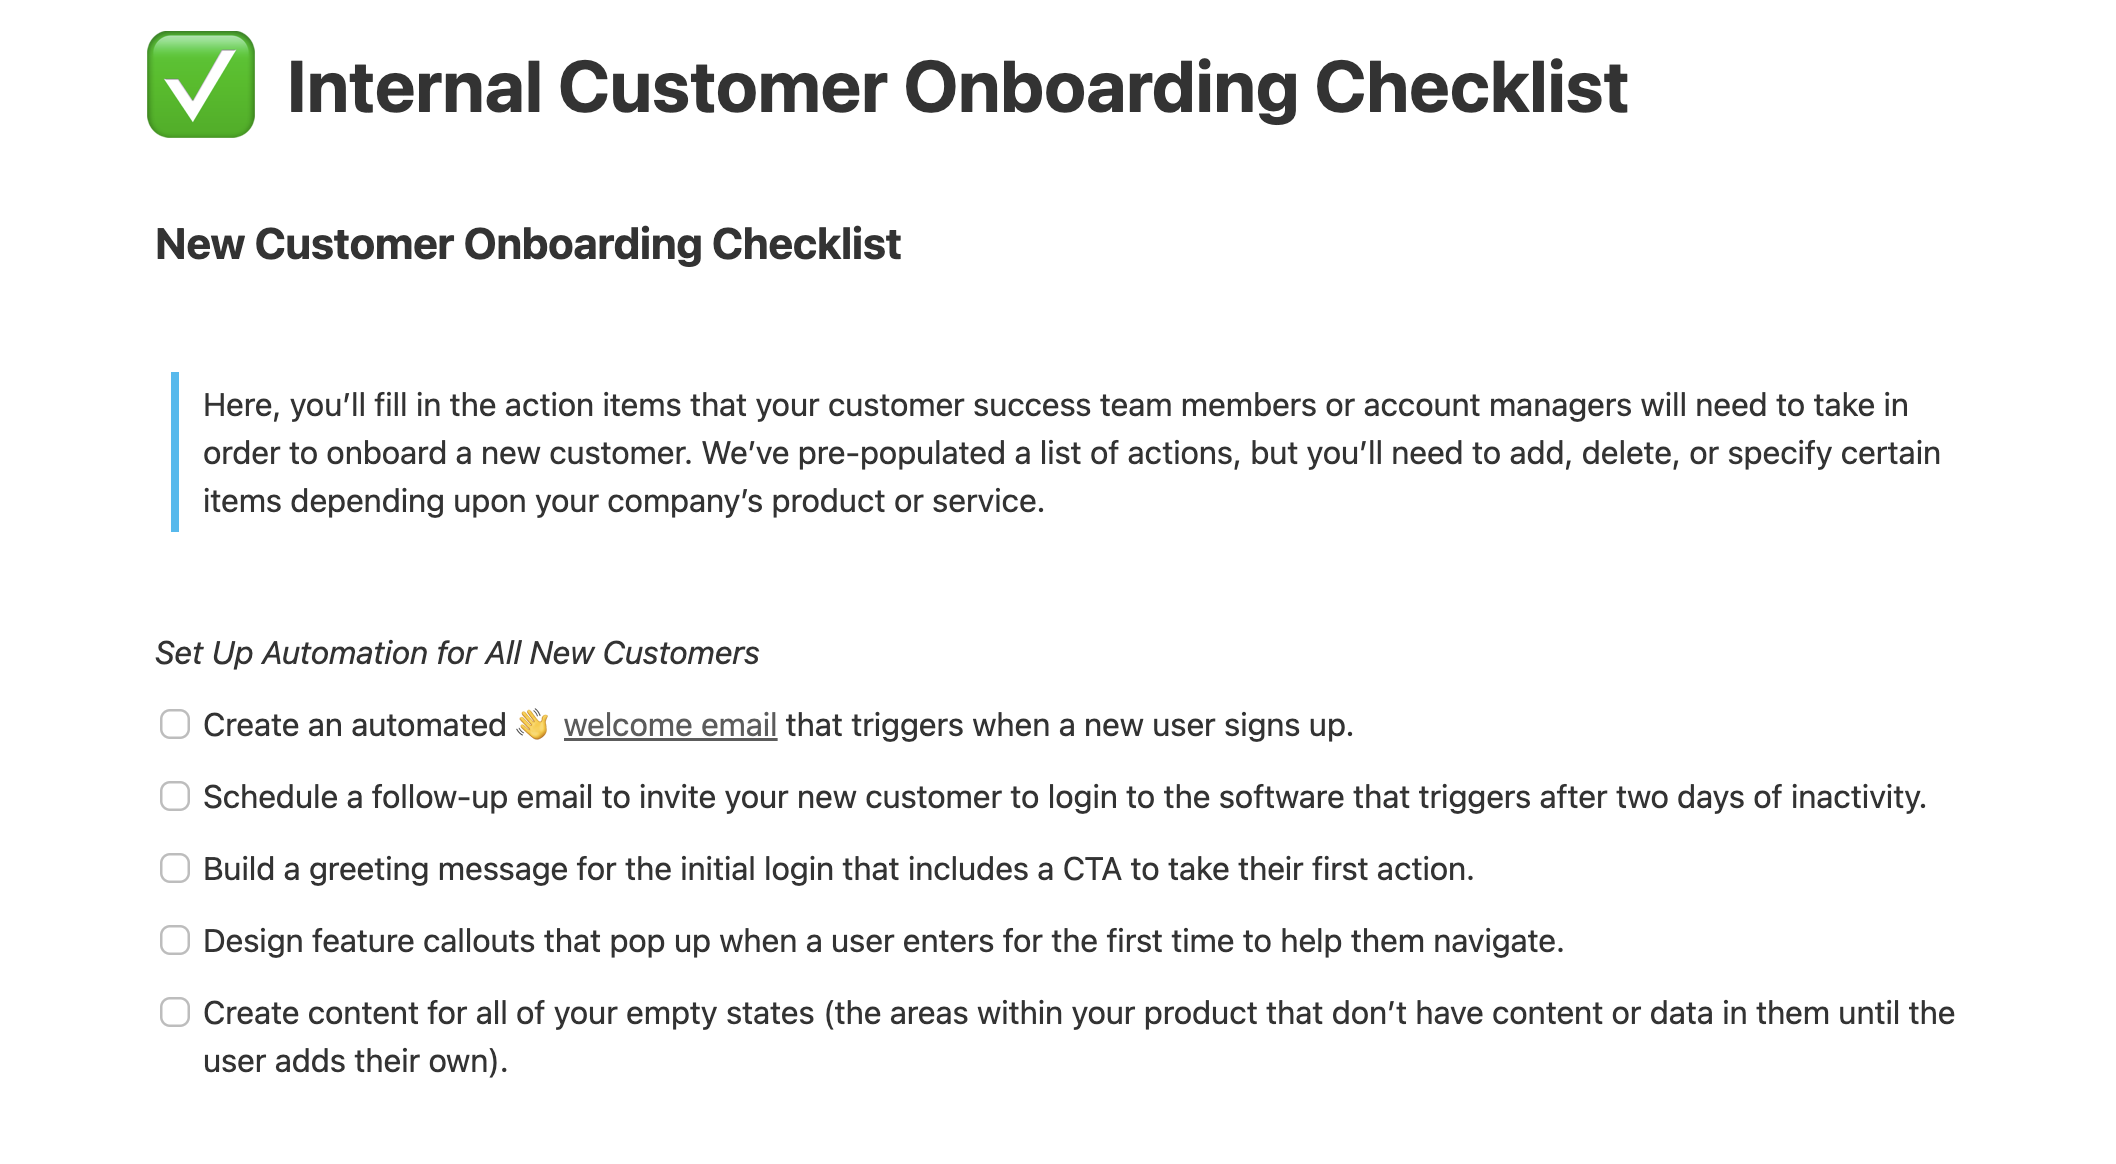 ✅ Internal Customer Onboarding Checklist
New Customer Onboarding Checklist
Here, you’ll fill in the action items that your customer success team members or account managers will need to take in
order to onboard a new customer. We’ve pre-populated a list of actions, but you’ll need to add, delete, or specify certain
items depending upon your company’s product or service.
Set Up Automation for All New Customers
Create an automated 👋 welcome email that triggers when a new user signs up.
Schedule a follow-up email to invite your new customer to login to the software that triggers after two days of inactivity.
Build a greeting message for the initial login that includes a CTA to take their first action.
Design feature callouts that pop up when a user enters for the first time to help them navigate.
Create content for all of your empty states (the areas within your product that don’t have content or data in them until the
user adds their own).